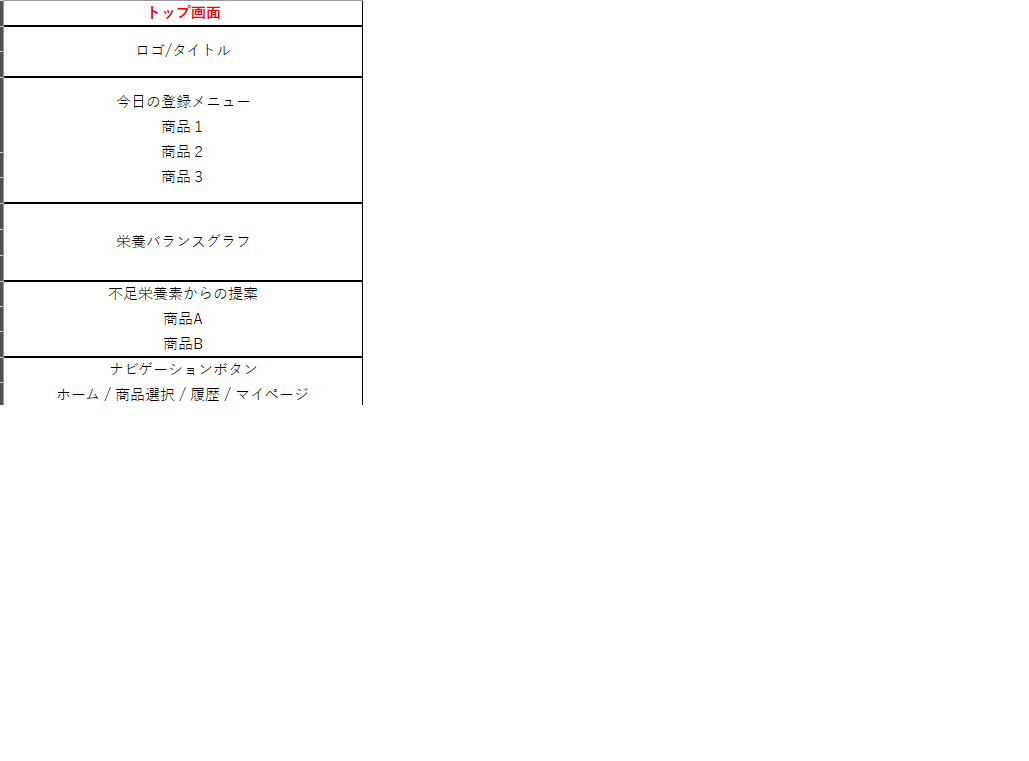 トップ画面
ロゴ/タイトル
今日の登録メニュー
商品１
商品２
商品３
栄養バランスグラフ
不足栄養素からの提案
商品A
商品B
ナビゲーションボタン
ホーム / 商品選択 / 履歴 / マイページ